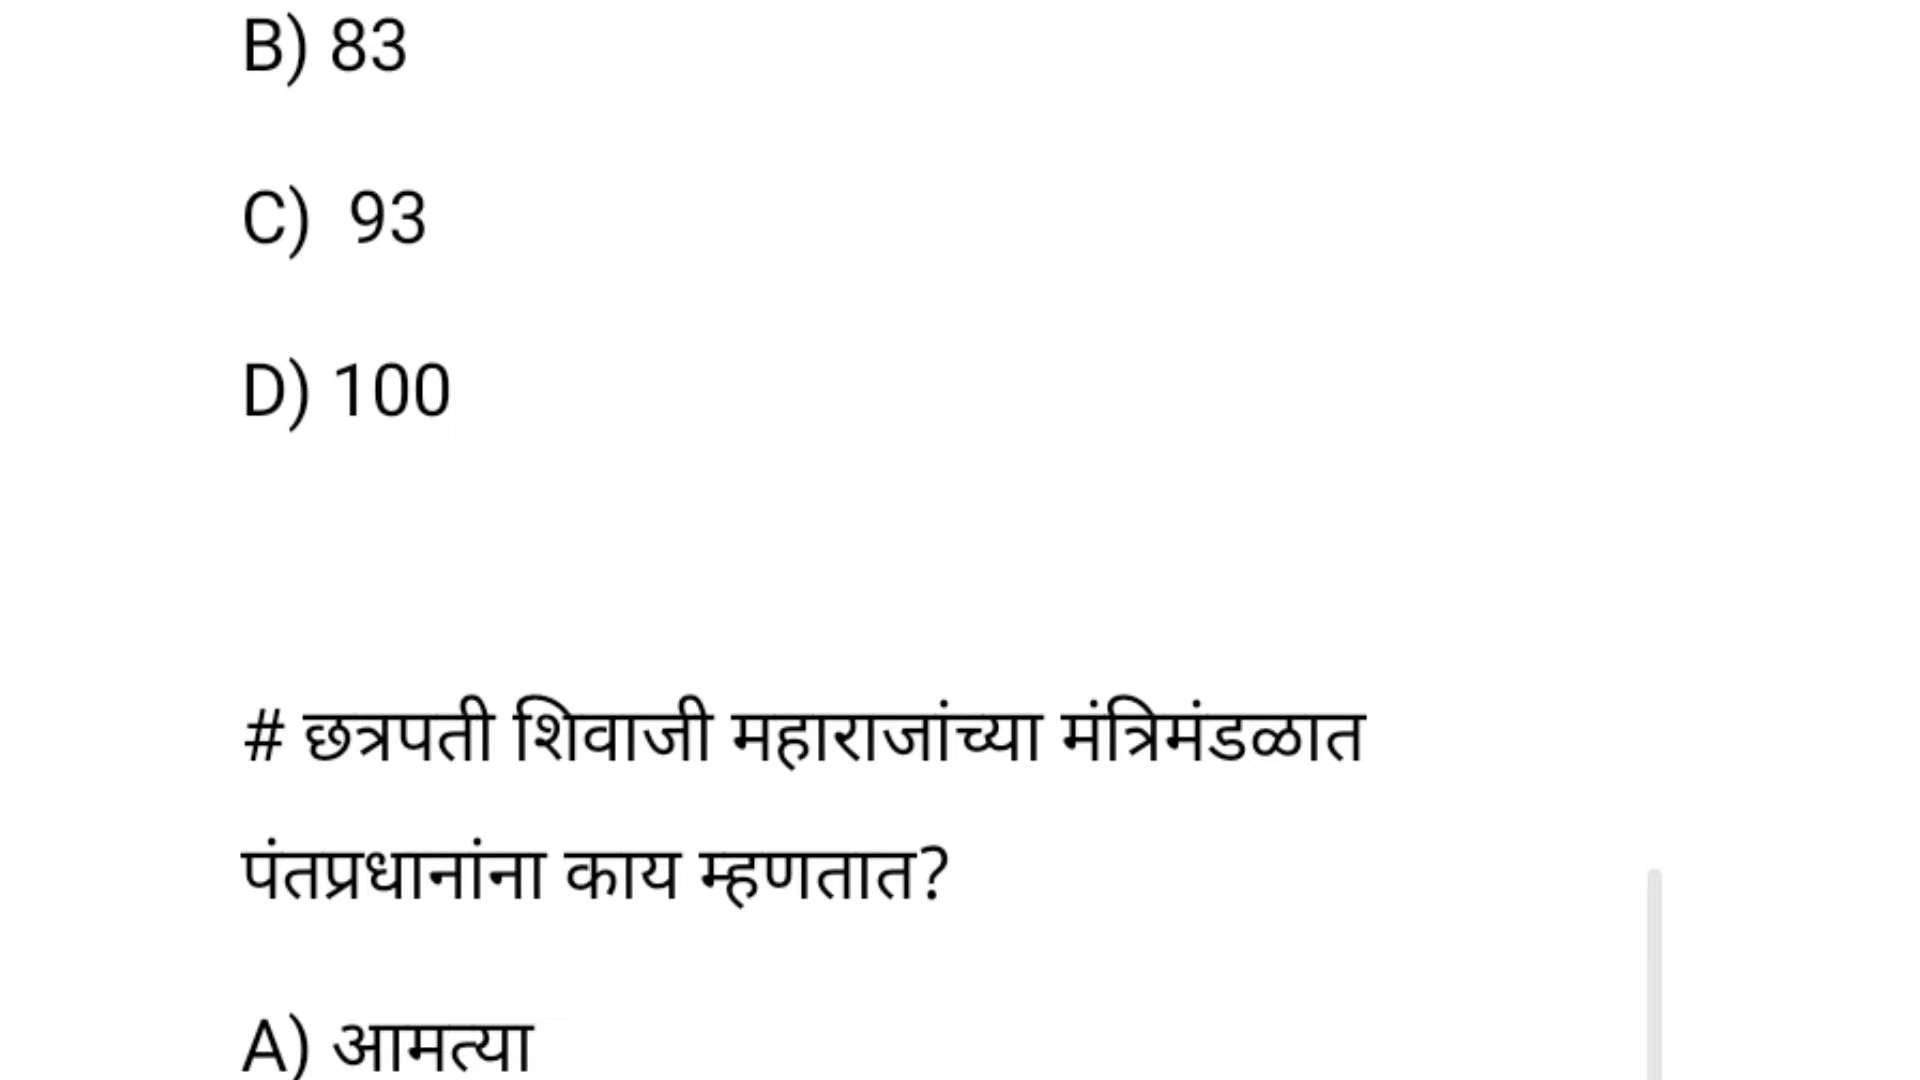 B) 83
C) 93
D) 100
# छत्रपती शिवाजी महाराजांच्या मंत्रिमंडळात
पंतप्रधानांना काय म्हणतात?
A) आमत्या